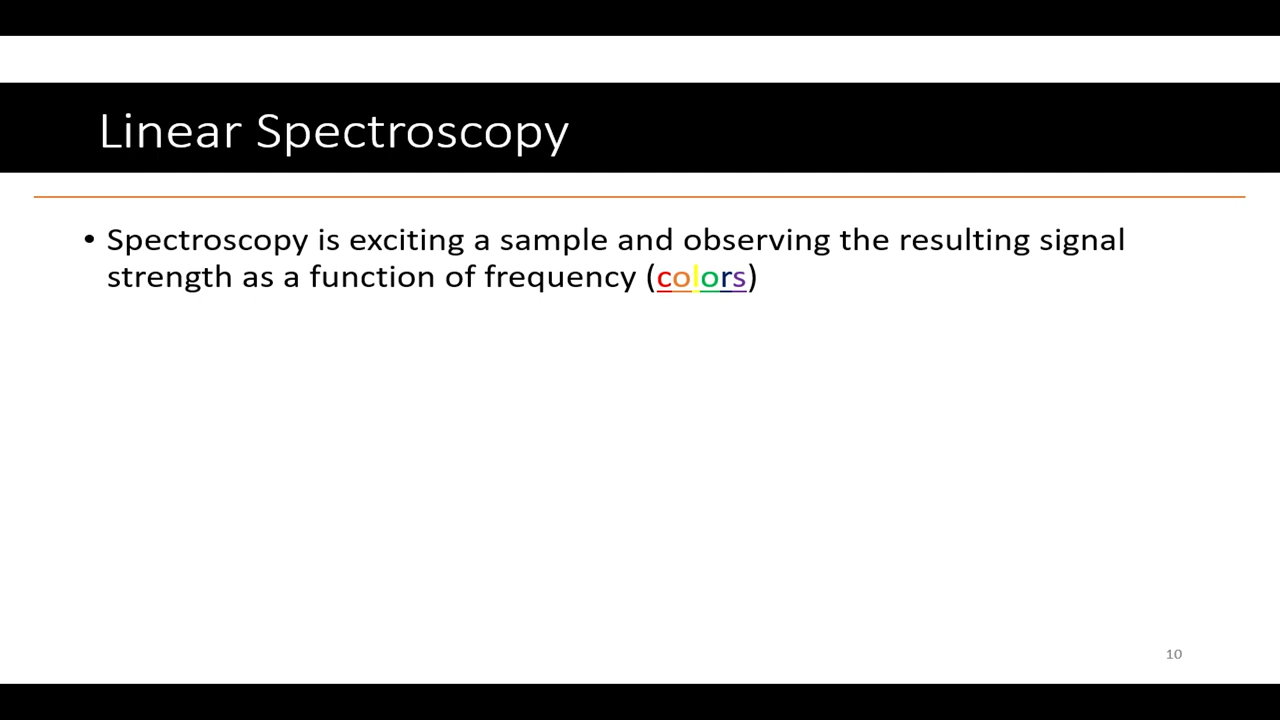 Linear Spectroscopy
• Spectroscopy is exciting a sample and observing the resulting signal
strength as a function of frequency (colors)
10